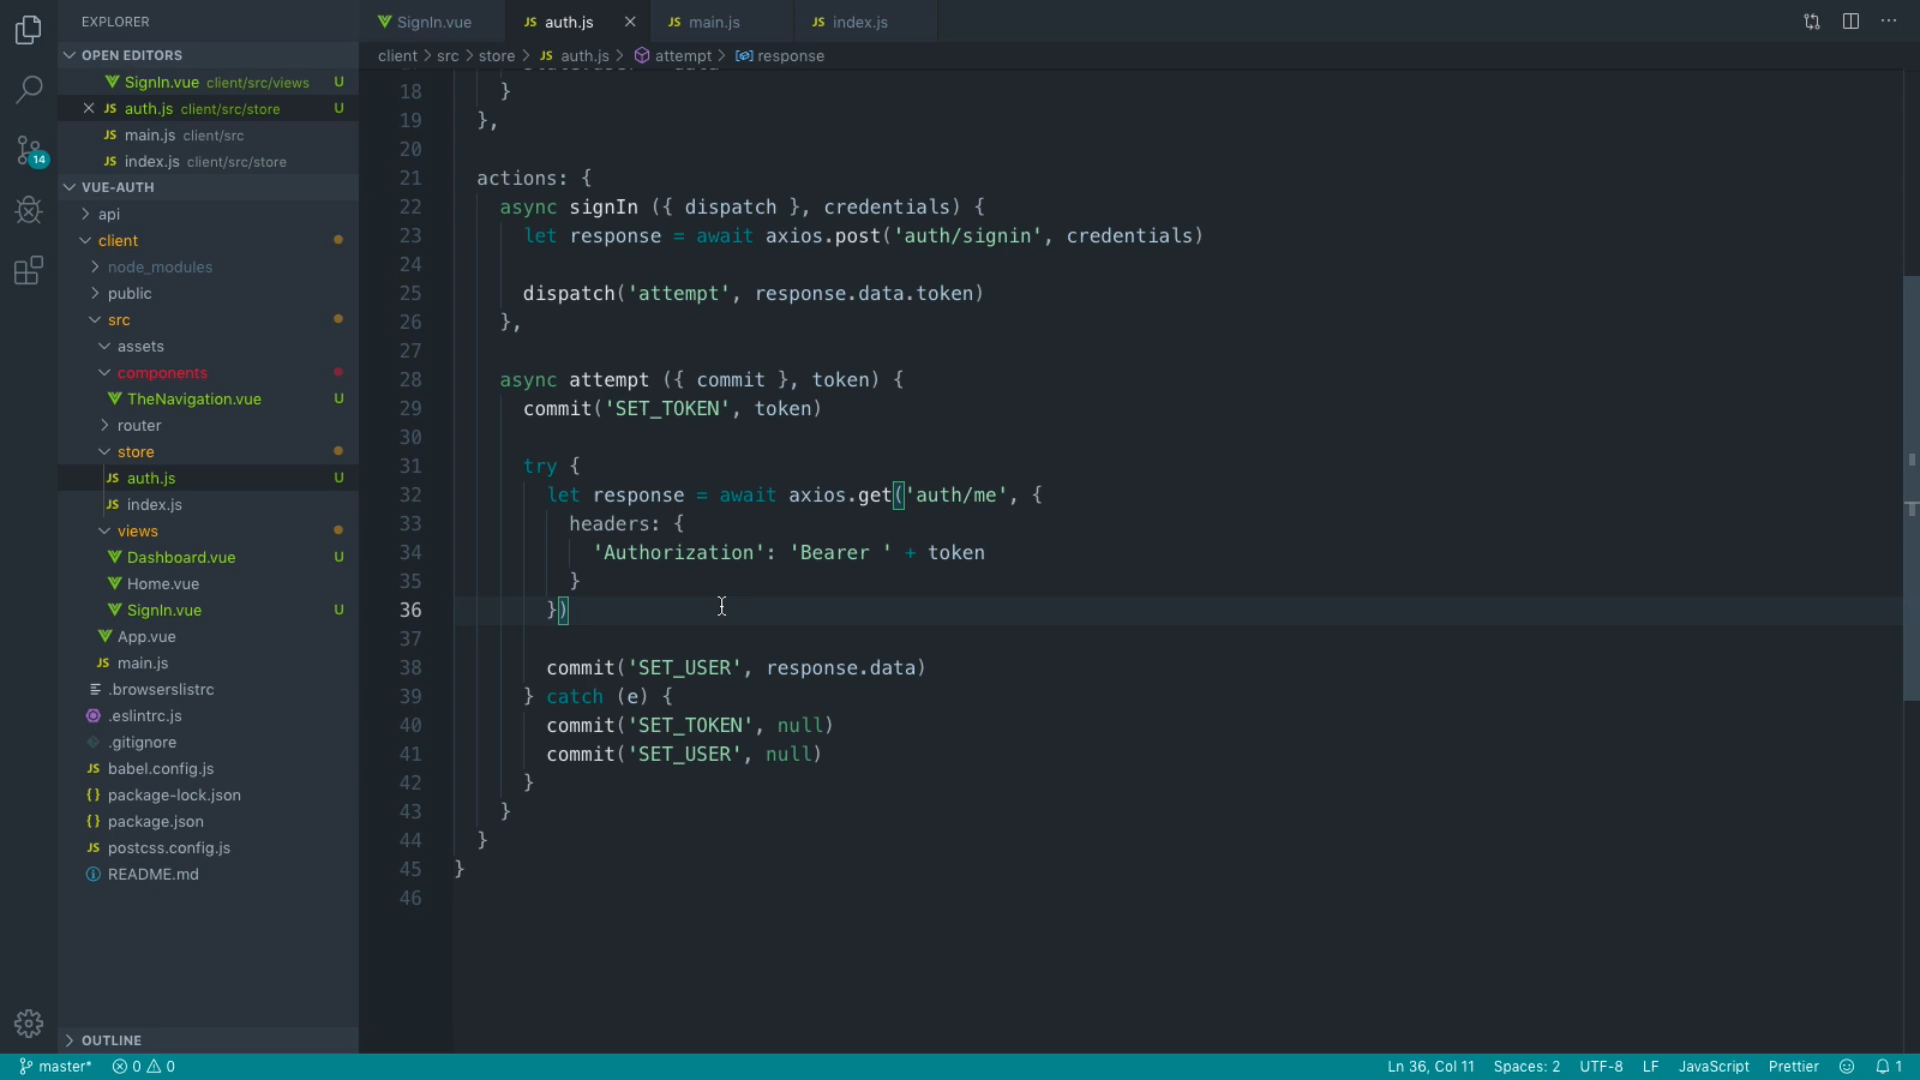 EXPLORER
OPEN EDITORS
SignIn.vue client/src/views U
auth.js client/src/store U
main.js client/src
index.js client/src/store
14
VUE-AUTH
api
client
node_modules
public
src
assets
components
TheNavigation.vue U
router
store
auth.js U
index.js
views
Dashboard.vue U
Home.vue
SignIn.vue U
App.vue
main.js
.browserslistrc
.eslintrc.js
.gitignore
babel.config.js
package-lock.json
package.json
postcss.config.js
README.md
OUTLINE
SignIn.vue JS auth.js JS main.js JS index.js
client > src > store > JS auth.js > attempt > response
18 }
19 },
20
21 actions: {
22 async signIn ({ dispatch }, credentials) {
23 let response = await axios.post('auth/signin', credentials)
24
25 dispatch('attempt', response.data.token)
26 },
27
28 async attempt ({ commit }, token) {
29 commit('SET_TOKEN', token)
30
31 try {
32 let response = await axios.get('auth/me', {
33 headers: {
34 'Authorization': 'Bearer ' + token
35 }
36 })
37
38 commit('SET_USER', response.data)
39 } catch (e) {
40 commit('SET_TOKEN', null)
41 commit('SET_USER', null)
42 }
43 }
44 }
45 }
46
master* 0 0 Ln 36, Col 11 Spaces: 2 UTF-8 LF JavaScript Prettier 1